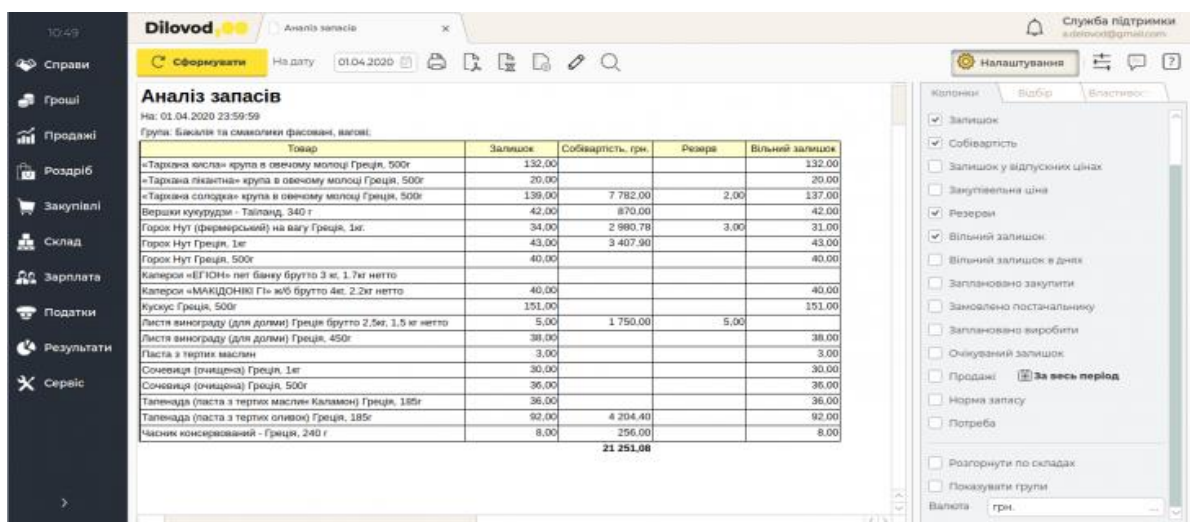 10:49
Dilovod
Аналіз запасів
×
Служба підтримки
a.delovod@gmail.com
Справи
Гроші
Продажі
Роздріб
Закупівлі
Склад
Зарплата
Податки
Результати
Сервіс
Сформувати
На дату
01.04.2020
Налаштування
Аналіз запасів
На: 01.04.2020 23:59:59
Група: Бакалія та смаколики фасовані, вагові;
Товар Залишок Собівартість, грн. Резерв Вільний залишок
«Тархана кисла» крупа в овечому молоці Греція, 500г 132,00 132,00
«Тархана пікантна» крупа в овечому молоці Греція, 500г 20,00 20,00
«Тархана солодка» крупа в овечому молоці Греція, 500г 139,00 7 782,00 2,00 137,00
Вершки кукурудзи - Таїланд, 340 г 42,00 870,00 42,00
Горох Нут (фермерський) на вагу Греція, 1кг. 34,00 2 980,78 3,00 31,00
Горох Нут Греція, 1кг 43,00 3 407,90 43,00
Горох Нут Греція, 500г 40,00 40,00
Каперси «ЕГІОН» пет банку брутто 3 кг, 1.7кг нетто
Каперси «МАКІДОНІКІ ГІ» ж/б брутто 4кг, 2.2кг нетто 40,00 40,00
Кускус Греція, 500г 151,00 151,00
Листя винограду (для долми) Греція брутто 2,5кг, 1,5 кг нетто 5,00 1 750,00 5,00
Листя винограду (для долми) Греція, 450г 38,00 38,00
Паста з тертих маслин 3,00 3,00
Сочевиця (очищена) Греція, 1кг 30,00 30,00
Сочевиця (очищена) Греція, 500г 36,00 36,00
Тапенада (паста з тертих маслин Каламон) Греція, 185г 36,00 36,00
Тапенада (паста з тертих оливок) Греція, 185г 92,00 4 204,40 92,00
Часник консервований - Греція, 240 г 8,00 256,00 8,00
21 251,08
Колонки Відбір Властивос
Залишок
Собівартість
Залишок у відпускних цінах
Закупівельна ціна
Резерви
Вільний залишок
Вільний залишок в днях
Заплановано закупити
Замовлено постачальнику
Заплановано виробити
Очікуваний залишок
Продажі За весь період
Норма запасу
Потреба
Розгорнути по складах
Показувати групи
Валюта грн. ...